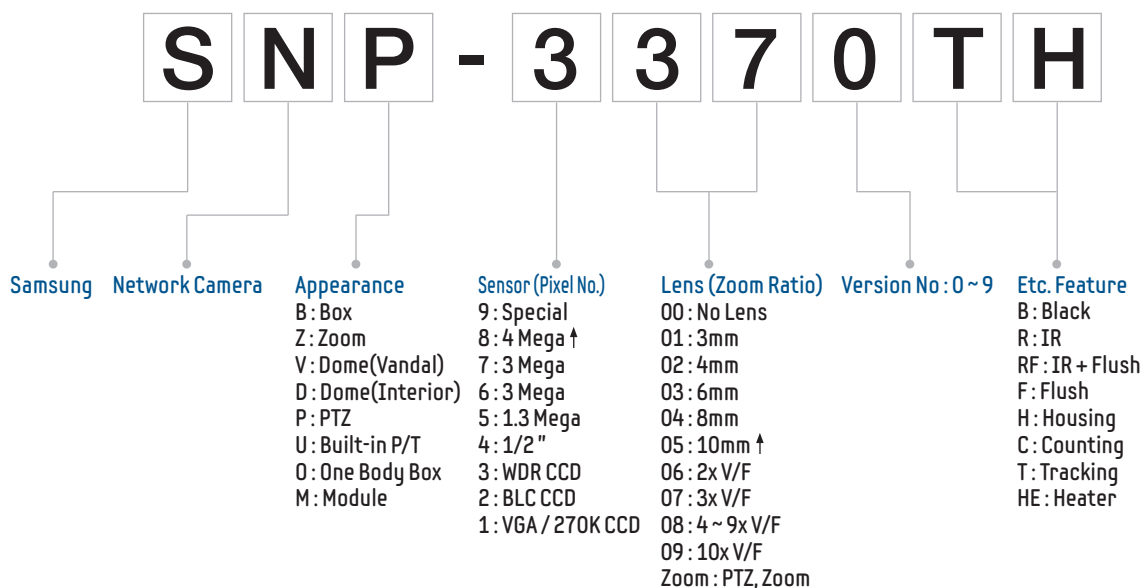 SNP-3370TH
Samsung
Network Camera
Appearance
B : Box
Z : Zoom
V : Dome(Vandal)
D : Dome(Interior)
P : PTZ
U : Built-in P/T
O : One Body Box
M : Module
Sensor (Pixel No.)
9 : Special
8 : 4 Mega ↑
7 : 3 Mega
6 : 3 Mega
5 : 1.3 Mega
4 : 1/2 "
3 : WDR CCD
2 : BLC CCD
1 : VGA / 270K CCD
Lens (Zoom Ratio)
00 : No Lens
01 : 3mm
02 : 4mm
03 : 6mm
04 : 8mm
05 : 10mm ↑
06 : 2x V/F
07 : 3x V/F
08 : 4 ~ 9x V/F
09 : 10x V/F
Zoom : PTZ, Zoom
Version No : 0 ~ 9
Etc. Feature
B : Black
R : IR
RF : IR + Flush
F : Flush
H : Housing
C : Counting
T : Tracking
HE : Heater